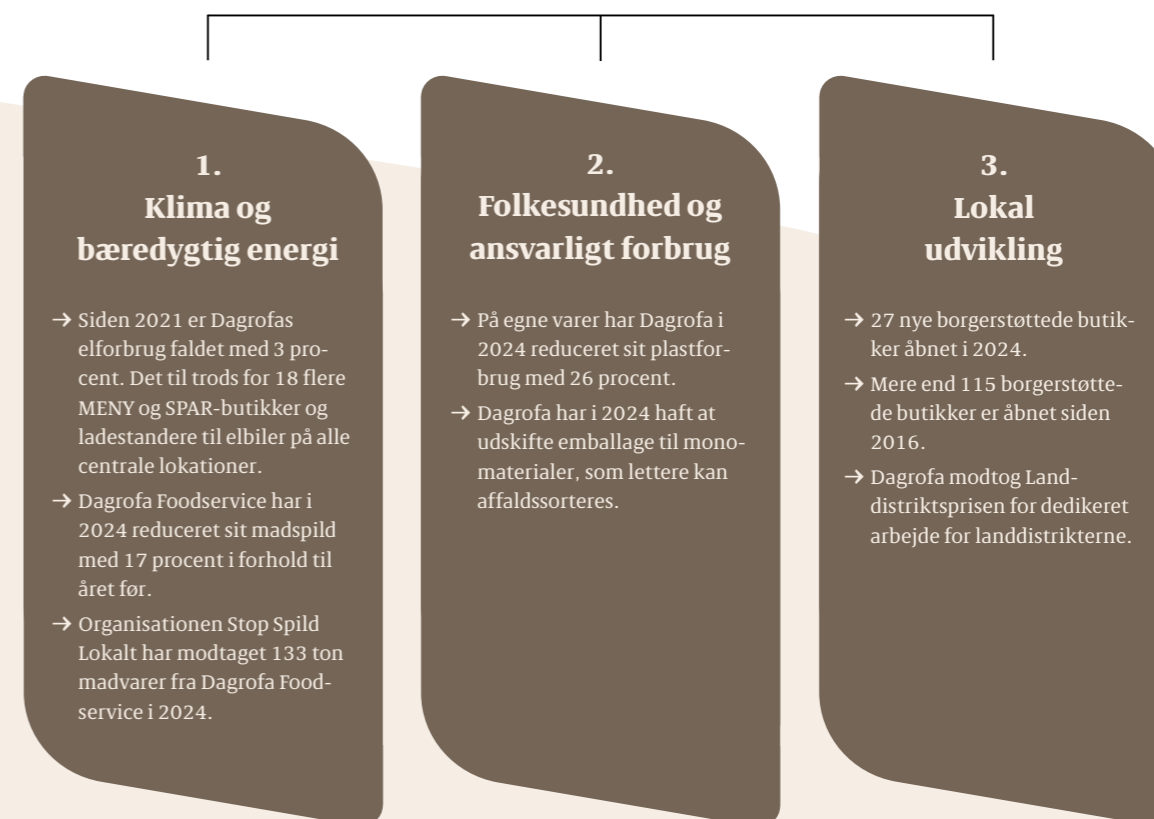 1.
Klima og
bæredygtig energi
→ Siden 2021 er Dagrofas
elforbrug faldet med 3 pro-
cent. Det til trods for 18 flere
MENY og SPAR-butikker og
ladestandere til elbiler på alle
centrale lokationer.
→ Dagrofa Foodservice har i
2024 reduceret sit madspild
med 17 procent i forhold til
året før.
→ Organisationen Stop Spild
Lokalt har modtaget 133 ton
madvarer fra Dagrofa Food-
service i 2024.
2.
Folkesundhed og
ansvarligt forbrug
→ På egne varer har Dagrofa i
2024 reduceret sit plastfor-
brug med 26 procent.
→ Dagrofa har i 2024 haft at
udskifte emballage til mono-
materialer, som lettere kan
affaldssorteres.
3.
Lokal
udvikling
→ 27 nye borgerstøttede butik-
ker åbnet i 2024.
→ Mere end 115 borgerstøtte-
de butikker er åbnet siden
2016.
→ Dagrofa modtog Land-
distriktsprisen for dedikeret
arbejde for landdistrikterne.